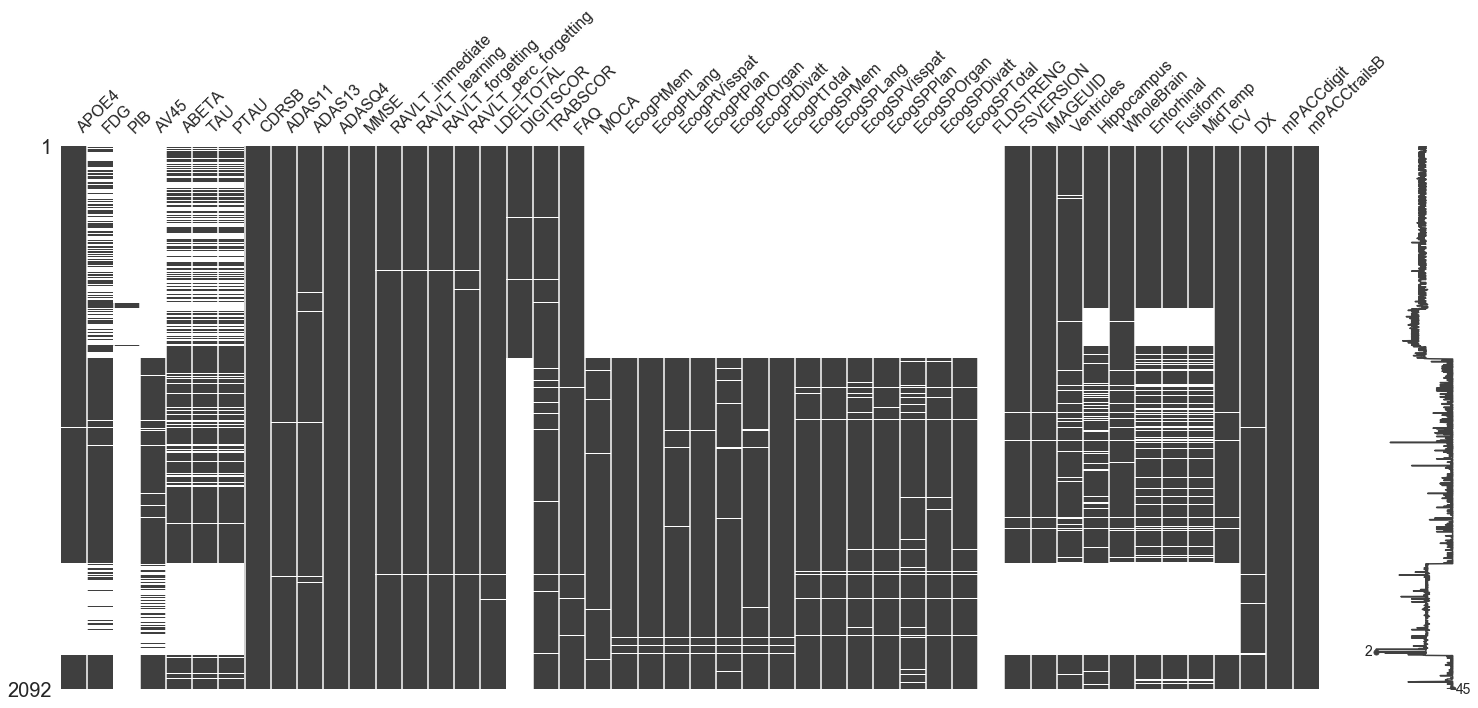 APOE4
FDG
PIB
AV45
ABETA
TAU
PTAU
CDRSB
ADAS11
ADAS13
ADASQ4
MMSE
RAVLT_immediate
RAVLT_learning
RAVLT_forgetting
RAVLT_perc_forgetting
LDELTOTAL
DIGITSCOR
TRABSCOR
FAQ
MOCA
EcogPtMem
EcogPtLang
EcogPtVisspat
EcogPtPlan
EcogPtOrgan
EcogPtDivatt
EcogPtTotal
EcogSPMem
EcogSPLang
EcogSPVisspat
EcogSPPlan
EcogSPOrgan
EcogSPDivatt
EcogSPTotal
FLDSTRENG
FSVERSION
IMAGEUID
Ventricles
Hippocampus
WholeBrain
Entorhinal
Fusiform
MidTemp
ICV
DX
mPACCdigit
mPACCtrailsB
1
2
2092
45